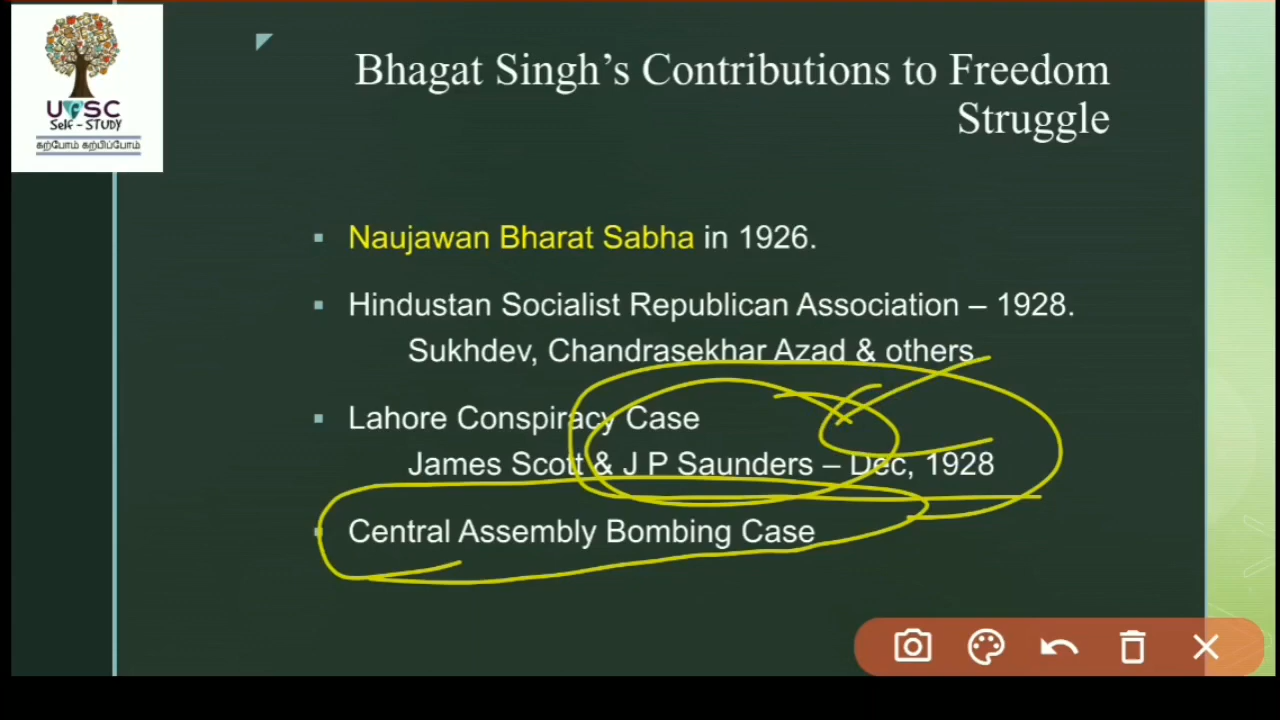 UPSC
Self-STUDY
கற்போம் கற்பிப்போம்
Bhagat Singh’s Contributions to Freedom
Struggle
Naujawan Bharat Sabha in 1926.
Hindustan Socialist Republican Association – 1928.
Sukhdev, Chandrasekhar Azad & others
Lahore Conspiracy Case
James Scott & J P Saunders – Dec, 1928
Central Assembly Bombing Case